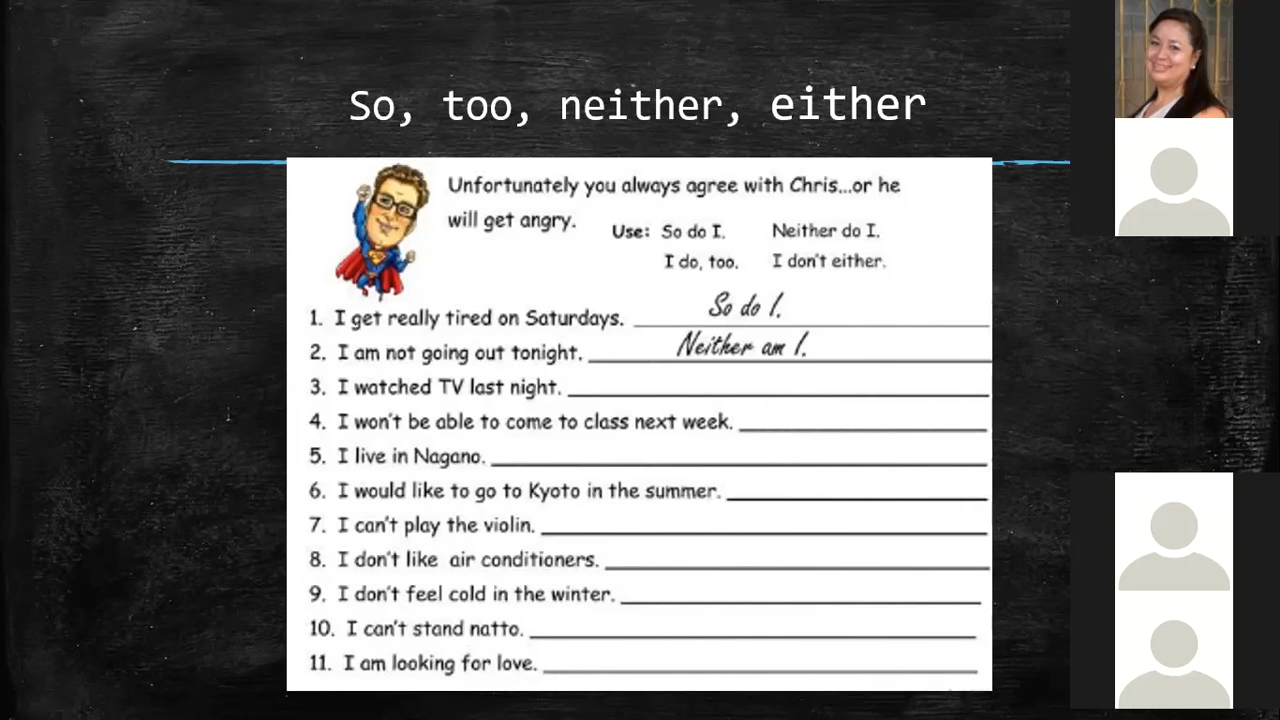 So, too, neither, either
Unfortunately you always agree with Chris...or he
will get angry.
Use: So do I. Neither do I.
I do, too. I don't either.
1. I get really tired on Saturdays. So do I.
2. I am not going out tonight. Neither am I.
3. I watched TV last night.
4. I won't be able to come to class next week.
5. I live in Nagano.
6. I would like to go to Kyoto in the summer.
7. I can't play the violin.
8. I don't like air conditioners.
9. I don't feel cold in the winter.
10. I can't stand natto.
11. I am looking for love.